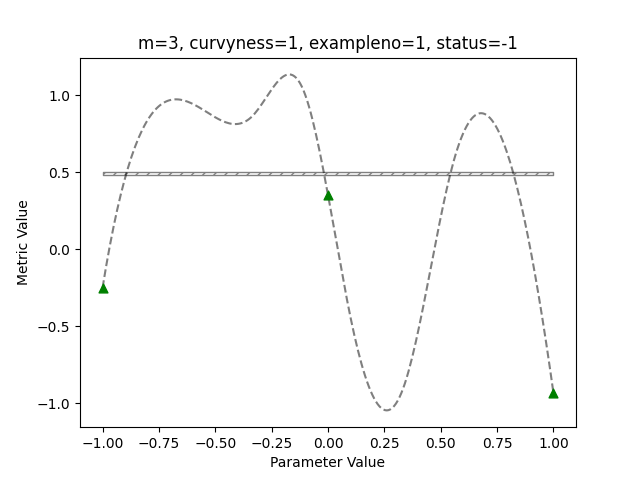 m=3, curvyness=1, exampleno=1, status=-1
Metric Value
1.0
0.5
0.0
−0.5
−1.0
−1.00 −0.75 −0.50 −0.25 0.00 0.25 0.50 0.75 1.00
Parameter Value